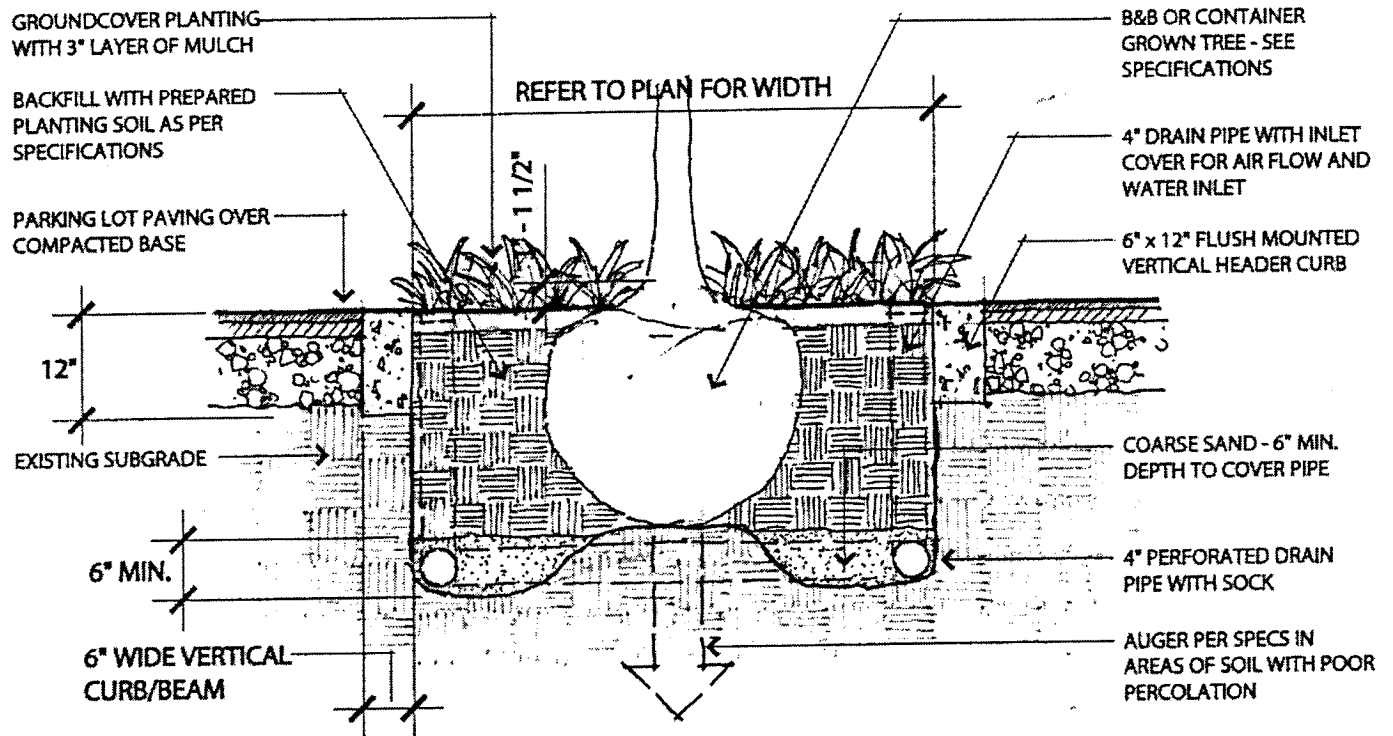 GROUNDCOVER PLANTING
WITH 3" LAYER OF MULCH
BACKFILL WITH PREPARED
PLANTING SOIL AS PER
SPECIFICATIONS
PARKING LOT PAVING OVER
COMPACTED BASE
12"
EXISTING SUBGRADE
6" MIN.
6" WIDE VERTICAL
CURB/BEAM
REFER TO PLAN FOR WIDTH
- 1 1/2"
B&B OR CONTAINER
GROWN TREE - SEE
SPECIFICATIONS
4" DRAIN PIPE WITH INLET
COVER FOR AIR FLOW AND
WATER INLET
6" x 12" FLUSH MOUNTED
VERTICAL HEADER CURB
COARSE SAND - 6" MIN.
DEPTH TO COVER PIPE
4" PERFORATED DRAIN
PIPE WITH SOCK
AUGER PER SPECS IN
AREAS OF SOIL WITH POOR
PERCOLATION